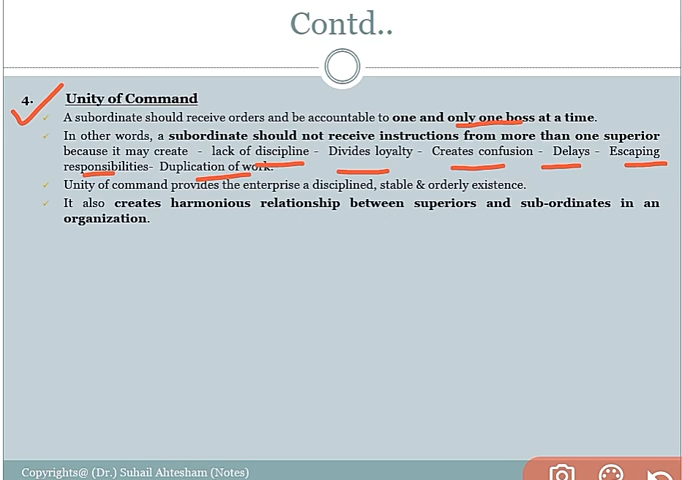 Contd..
4. Unity of Command
A subordinate should receive orders and be accountable to one and only one boss at a time.
In other words, a subordinate should not receive instructions from more than one superior
because it may create - lack of discipline - Divides loyalty - Creates confusion - Delays - Escaping
responsibilities- Duplication of work.
Unity of command provides the enterprise a disciplined, stable & orderly existence.
It also creates harmonious relationship between superiors and sub-ordinates in an
organization.
Copyrights@ (Dr.) Suhail Ahtesham (Notes)